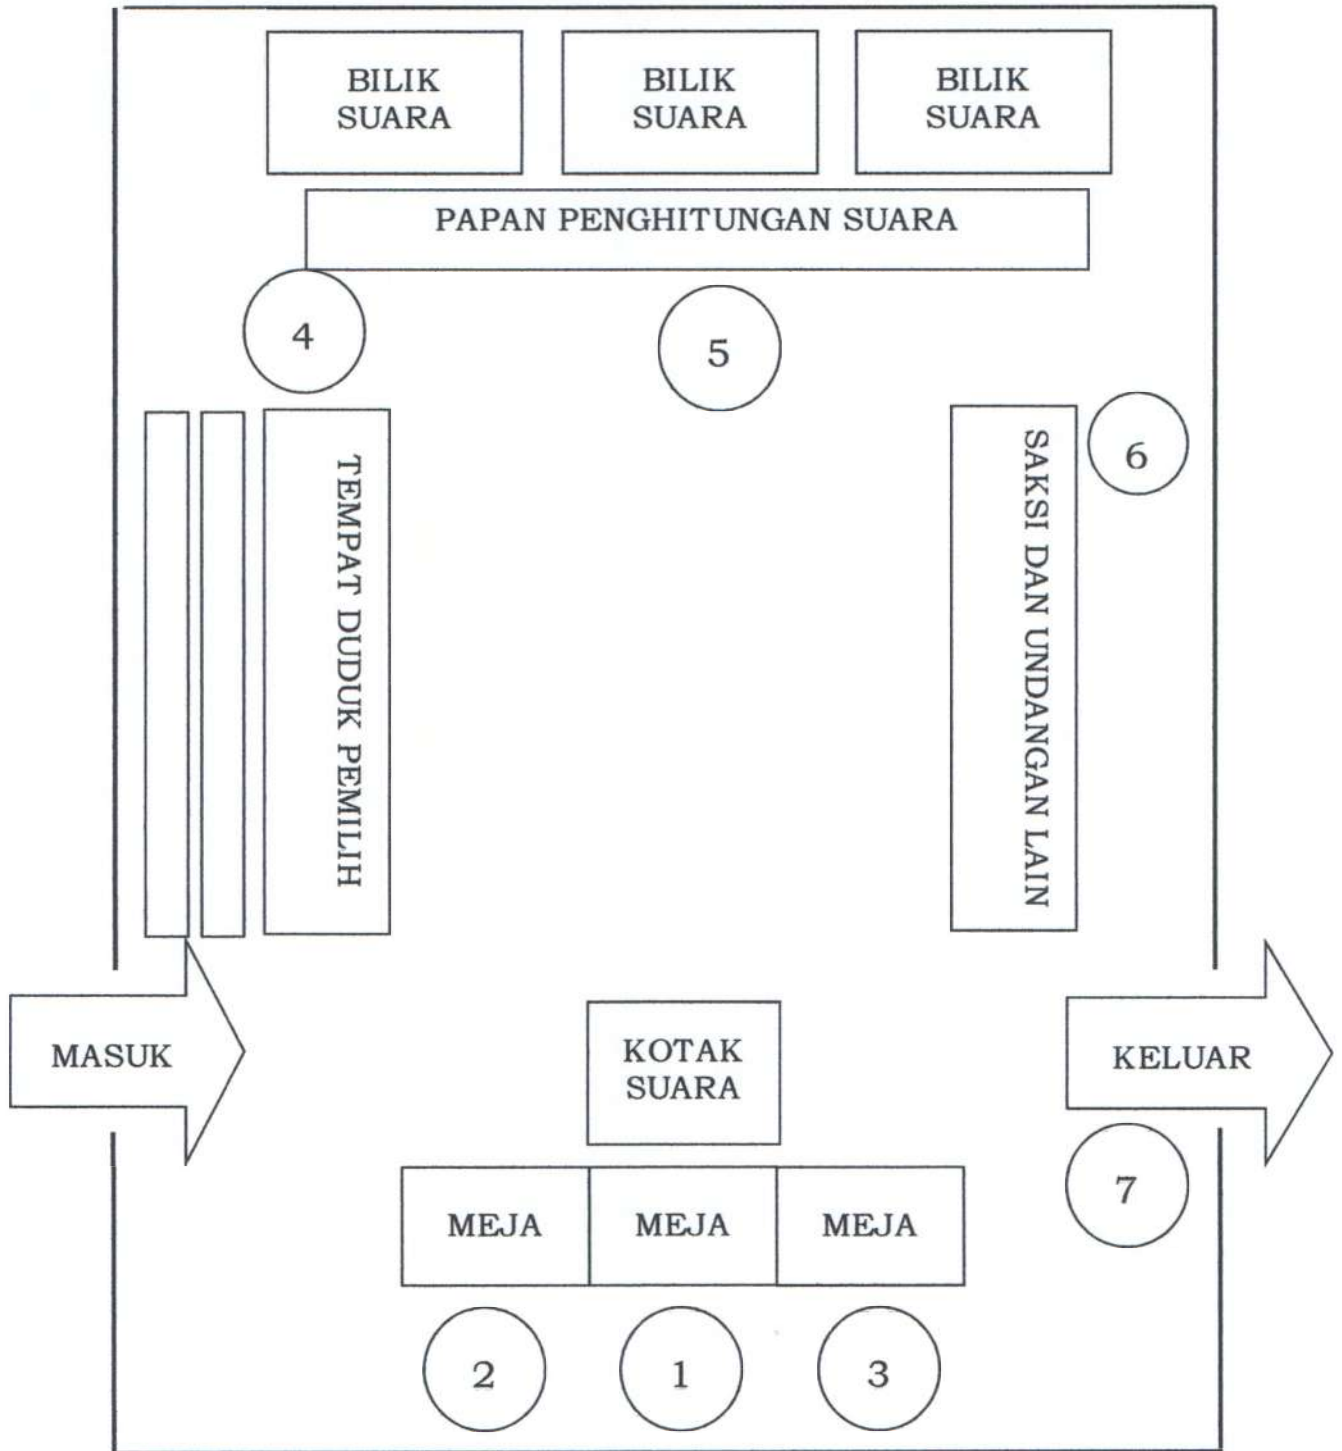 BILIK
SUARA
BILIK
SUARA
BILIK
SUARA
PAPAN PENGHITUNGAN SUARA
4
5
6
TEMPAT DUDUK PEMILIH
SAKSI DAN UNDANGAN LAIN
MASUK
KOTAK
SUARA
KELUAR
7
MEJA
MEJA
MEJA
2
1
3